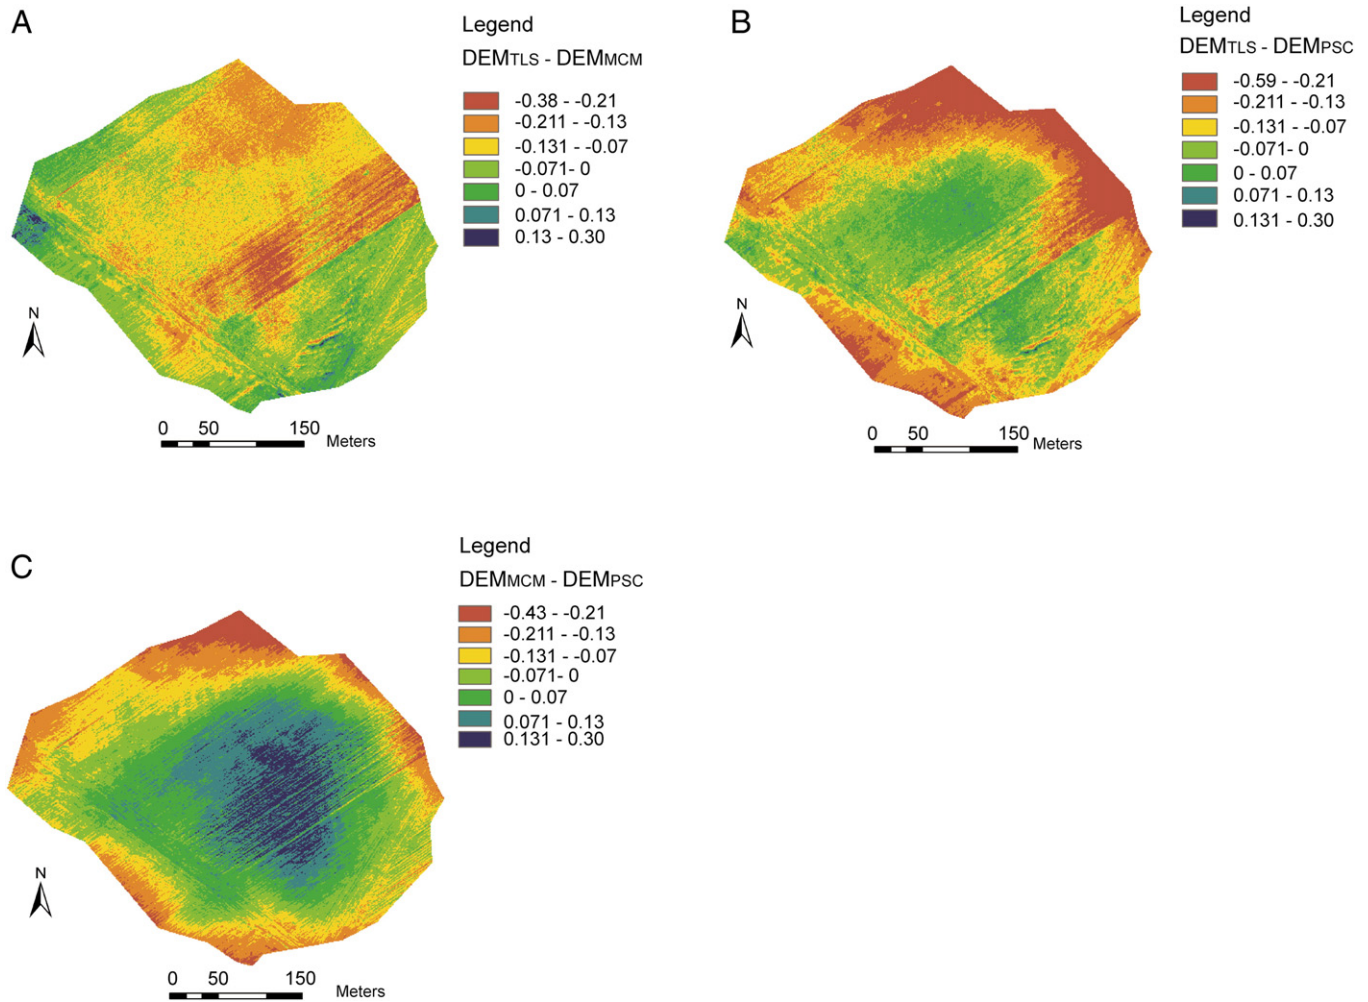 A
Legend
DEMTLS - DEMMCM
-0.38 - -0.21
-0.211 - -0.13
-0.131 - -0.07
-0.071- 0
0 - 0.07
0.071 - 0.13
0.13 - 0.30
N
0 50 150
Meters
B
Legend
DEMTLS - DEMPSC
-0.59 - -0.21
-0.211 - -0.13
-0.131 - -0.07
-0.071- 0
0 - 0.07
0.071 - 0.13
0.131 - 0.30
N
0 50 150
Meters
C
Legend
DEMMCM - DEMPSC
-0.43 - -0.21
-0.211 - -0.13
-0.131 - -0.07
-0.071- 0
0 - 0.07
0.071 - 0.13
0.131 - 0.30
N
0 50 150
Meters